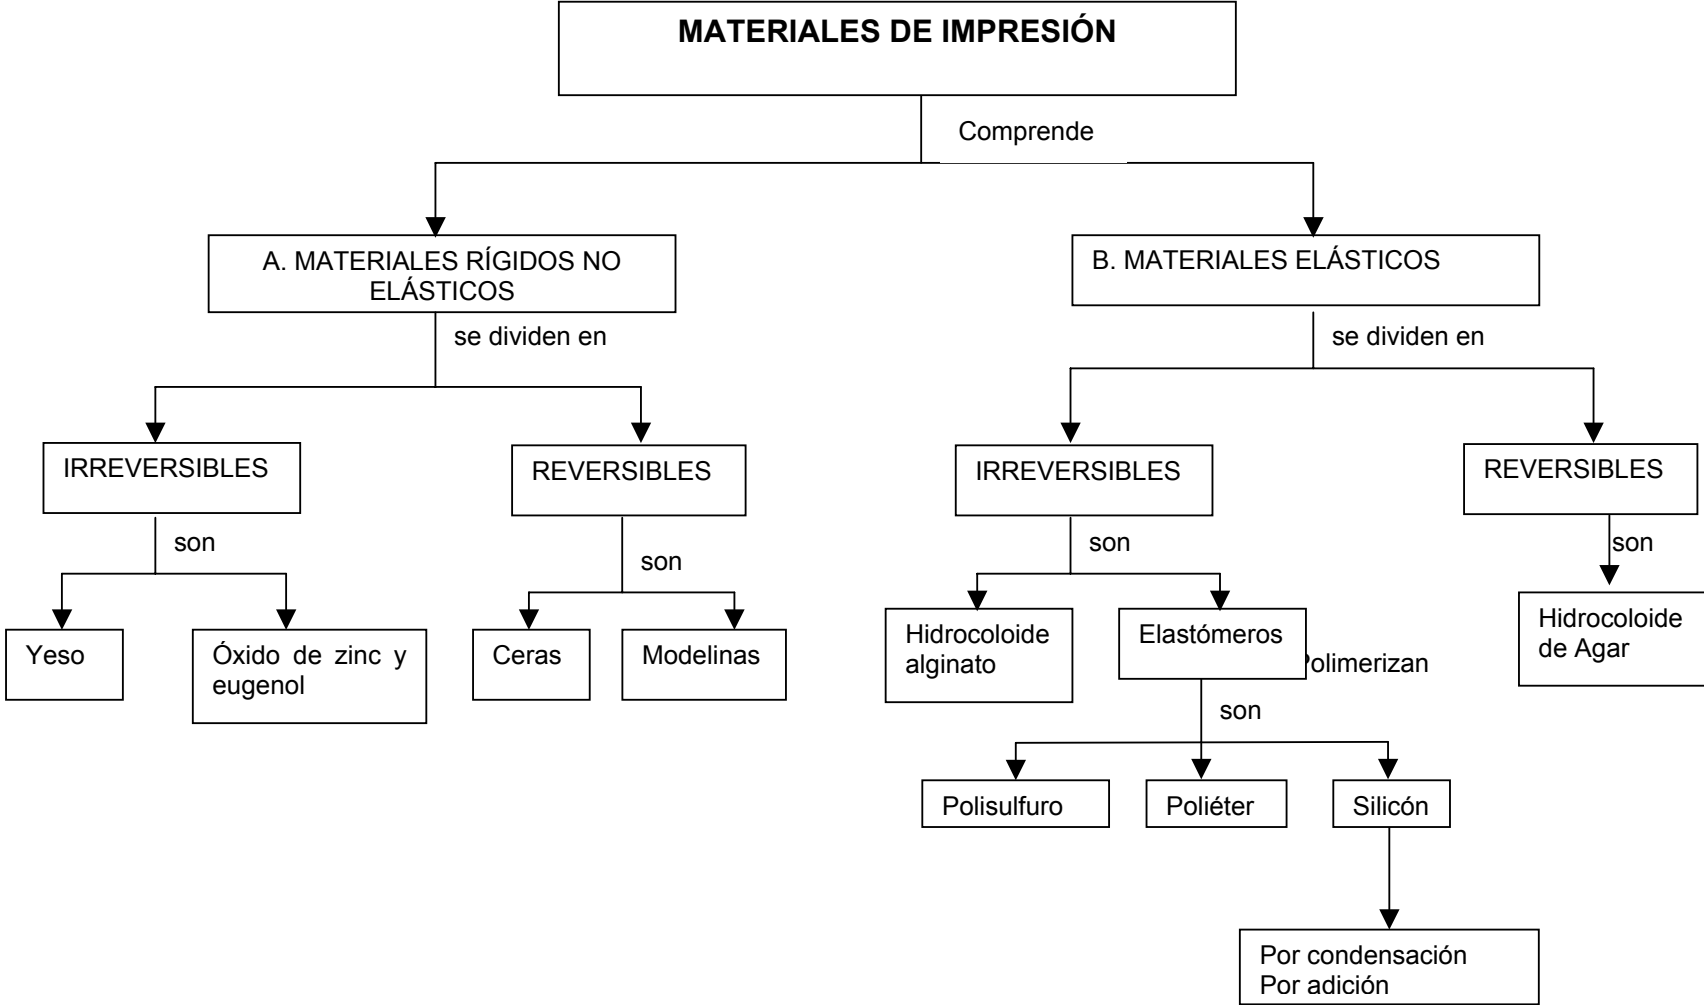 MATERIALES DE IMPRESIÓN
Comprende
A. MATERIALES RÍGIDOS NO
ELÁSTICOS
B. MATERIALES ELÁSTICOS
se dividen en
se dividen en
IRREVERSIBLES
REVERSIBLES
IRREVERSIBLES
REVERSIBLES
son
son
son
son
Yeso
Óxido de zinc y
eugenol
Ceras
Modelinas
Hidrocoloide
alginato
Elastómeros
Polimerizan
Hidrocoloide
de Agar
son
Polisulfuro
Poliéter
Silicón
Por condensación
Por adición